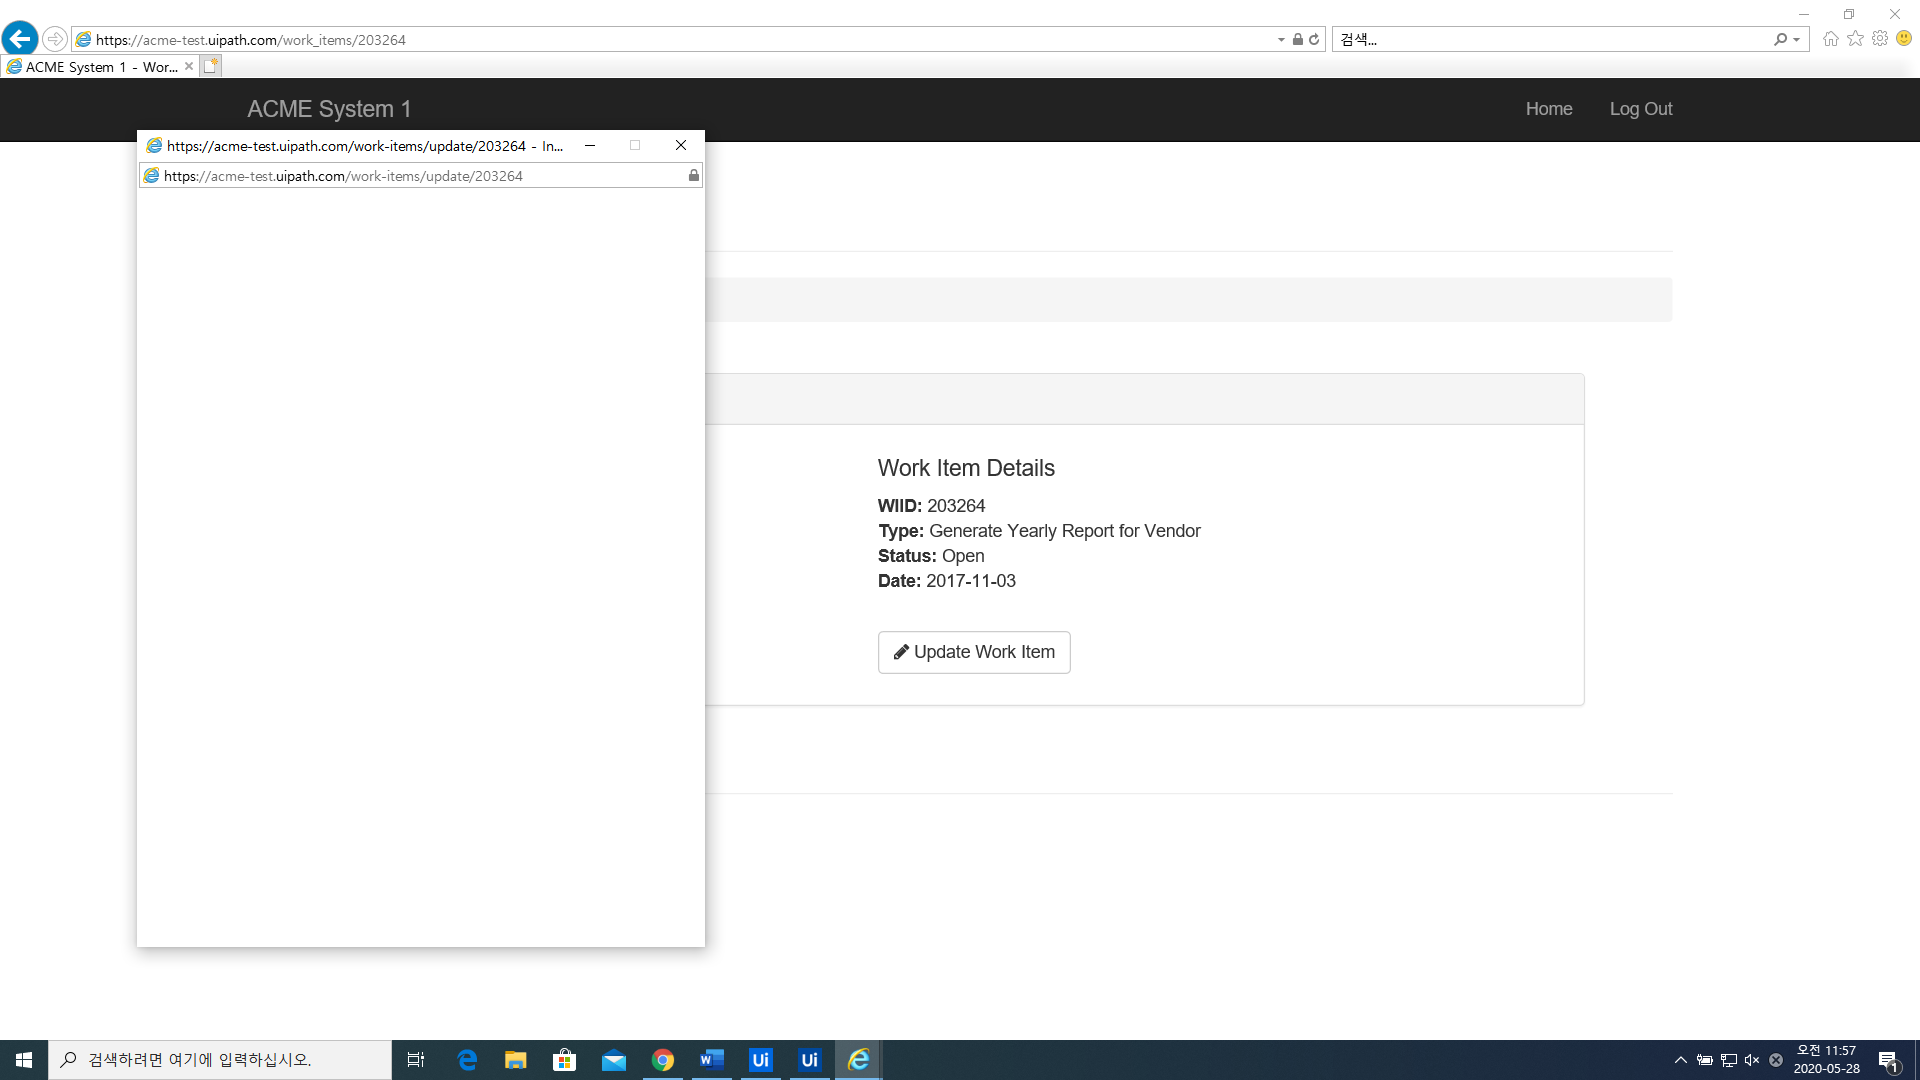 https://acme-test.uipath.com/work_items/203264
검색...
ACME System 1 - Wor...
ACME System 1
Home
Log Out
https://acme-test.uipath.com/work-items/update/203264 - In...
https://acme-test.uipath.com/work-items/update/203264
Work Item Details
WIID: 203264
Type: Generate Yearly Report for Vendor
Status: Open
Date: 2017-11-03
Update Work Item
검색하려면 여기에 입력하십시오.
W
Ui
Ui
오전 11:57
2020-05-28
1